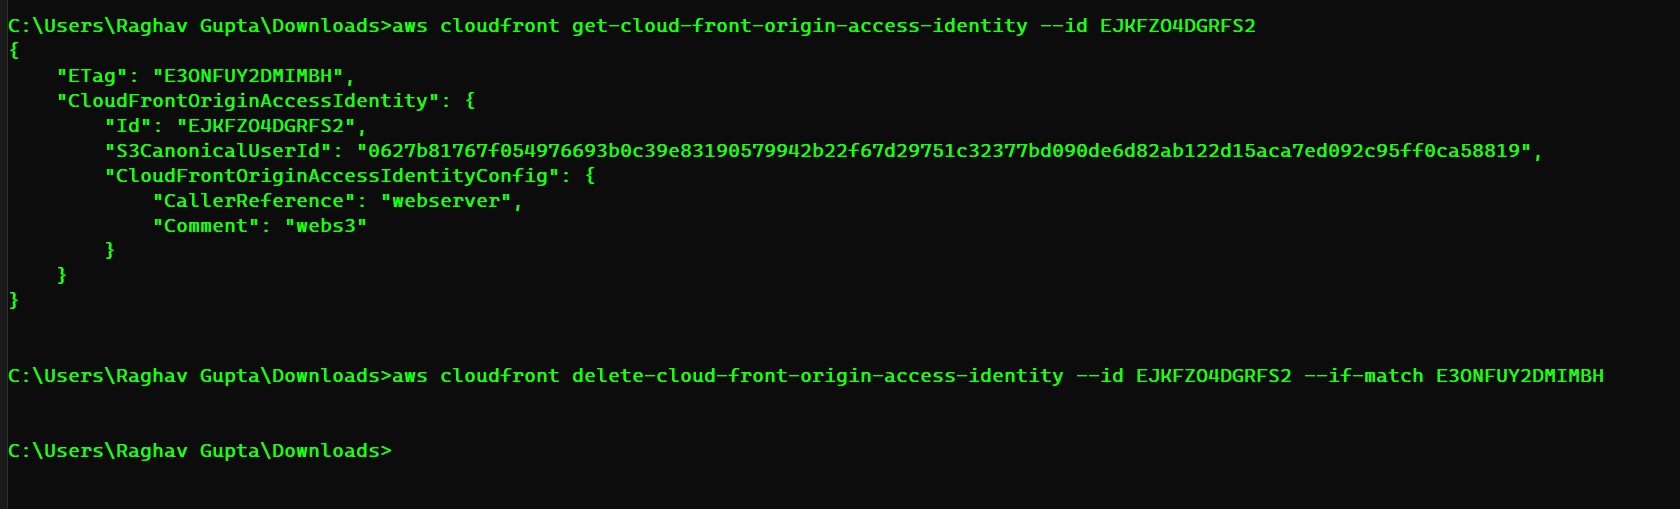 C:\Users\Raghav Gupta\Downloads>aws cloudfront get-cloud-front-origin-access-identity --id EJKFZO4DGRFS2
{
    "ETag": "E3ONFUY2DMIMBH",
    "CloudFrontOriginAccessIdentity": {
        "Id": "EJKFZO4DGRFS2",
        "S3CanonicalUserId": "0627b81767f054976693b0c39e83190579942b22f67d29751c32377bd090de6d82ab122d15aca7ed092c95ff0ca58819",
        "CloudFrontOriginAccessIdentityConfig": {
            "CallerReference": "webserver",
            "Comment": "webs3"
        }
    }
}
C:\Users\Raghav Gupta\Downloads>aws cloudfront delete-cloud-front-origin-access-identity --id EJKFZO4DGRFS2 --if-match E3ONFUY2DMIMBH
C:\Users\Raghav Gupta\Downloads>